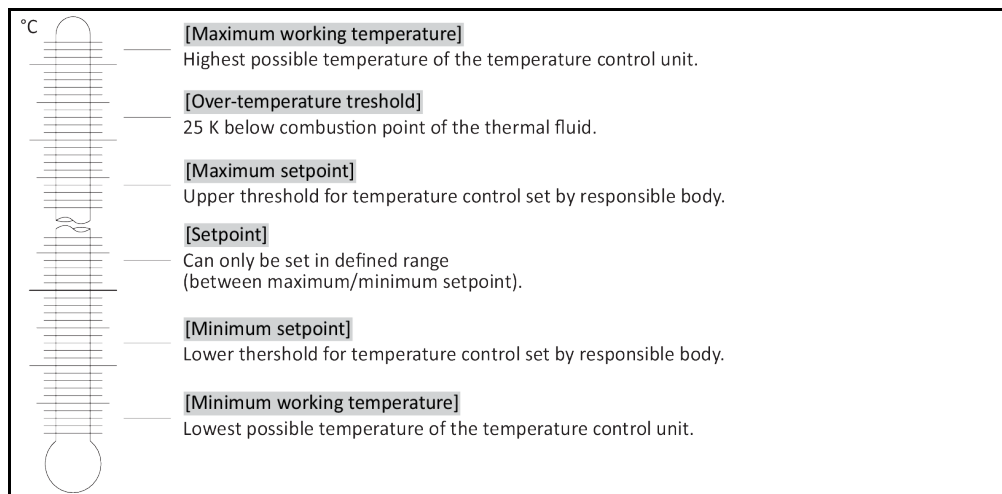 °C
[Maximum working temperature]
Highest possible temperature of the temperature control unit.
[Over-temperature treshold]
25 K below combustion point of the thermal fluid.
[Maximum setpoint]
Upper threshold for temperature control set by responsible body.
[Setpoint]
Can only be set in defined range
(between maximum/minimum setpoint).
[Minimum setpoint]
Lower thershold for temperature control set by responsible body.
[Minimum working temperature]
Lowest possible temperature of the temperature control unit.